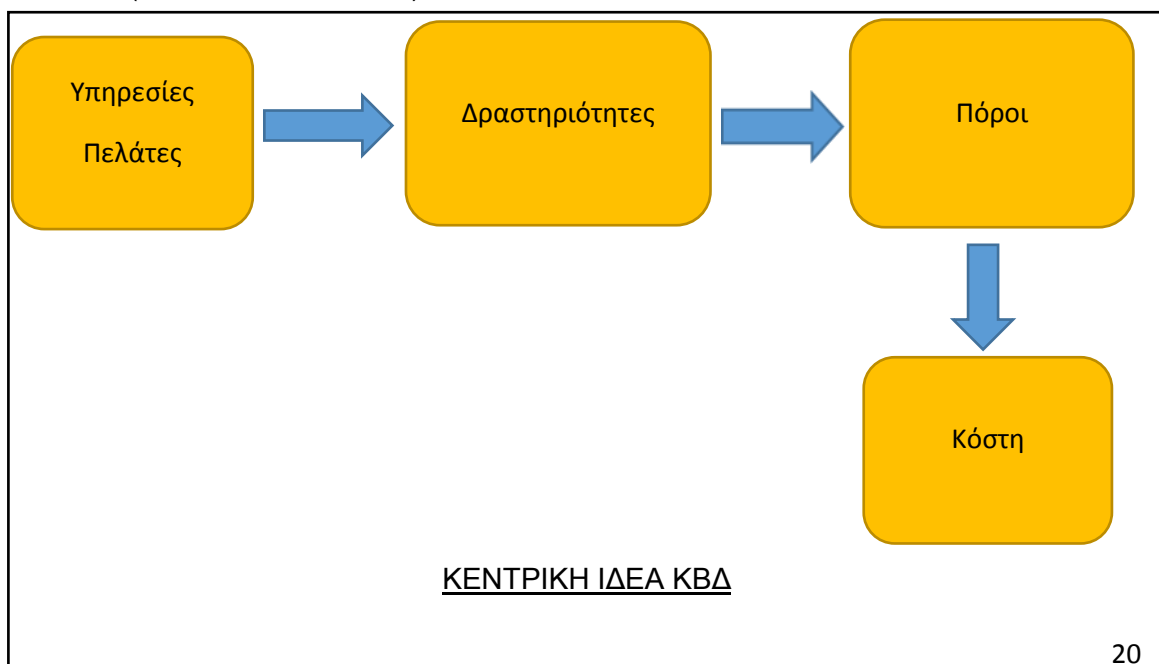 Υπηρεσίες
Πελάτες
Δραστηριότητες
Πόροι
Κόστη
ΚΕΝΤΡΙΚΗ ΙΔΕΑ ΚΒΔ
20